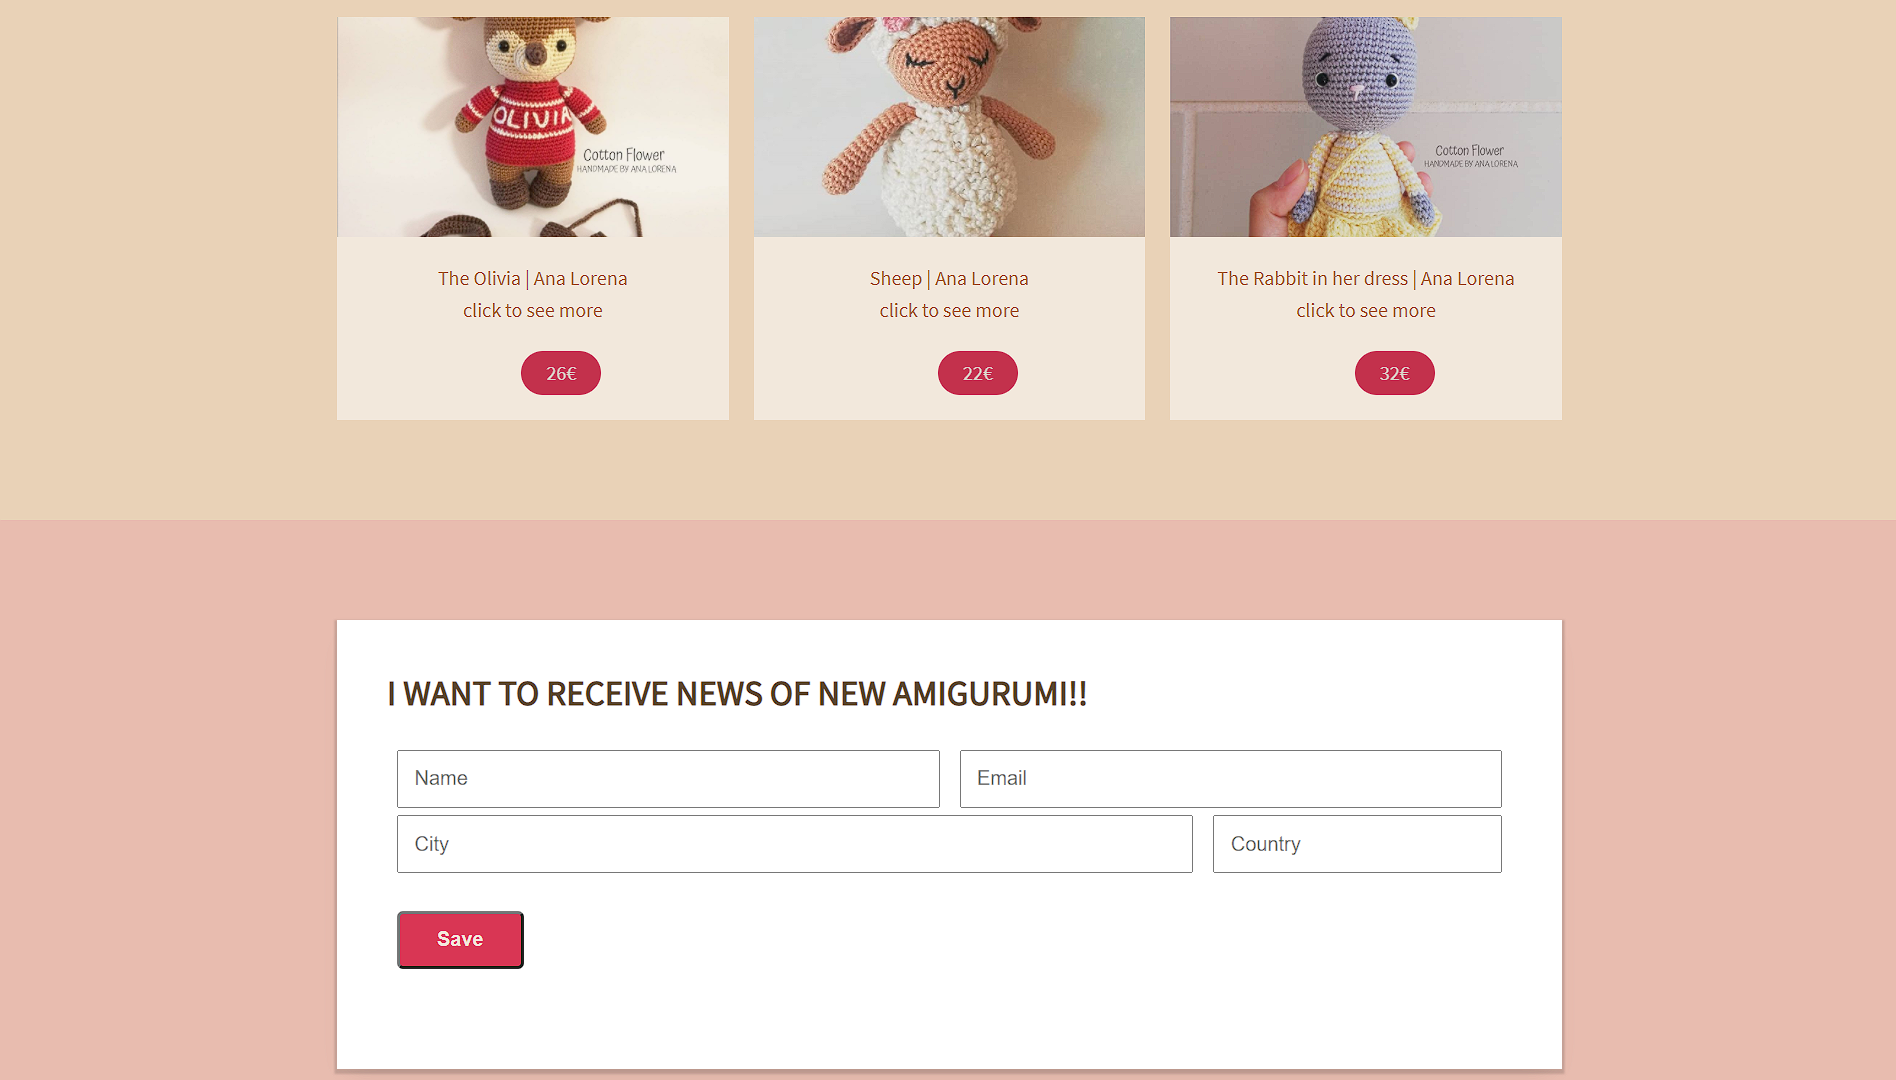 OLIVIA
Cotton Flower
HANDMADE BY ANA LORENA
Cotton Flower
HANDMADE BY ANA LORENA
The Olivia | Ana Lorena
click to see more
26€
Sheep | Ana Lorena
click to see more
22€
The Rabbit in her dress | Ana Lorena
click to see more
32€
I WANT TO RECEIVE NEWS OF NEW AMIGURUMI!!
Name
Email
City
Country
Save